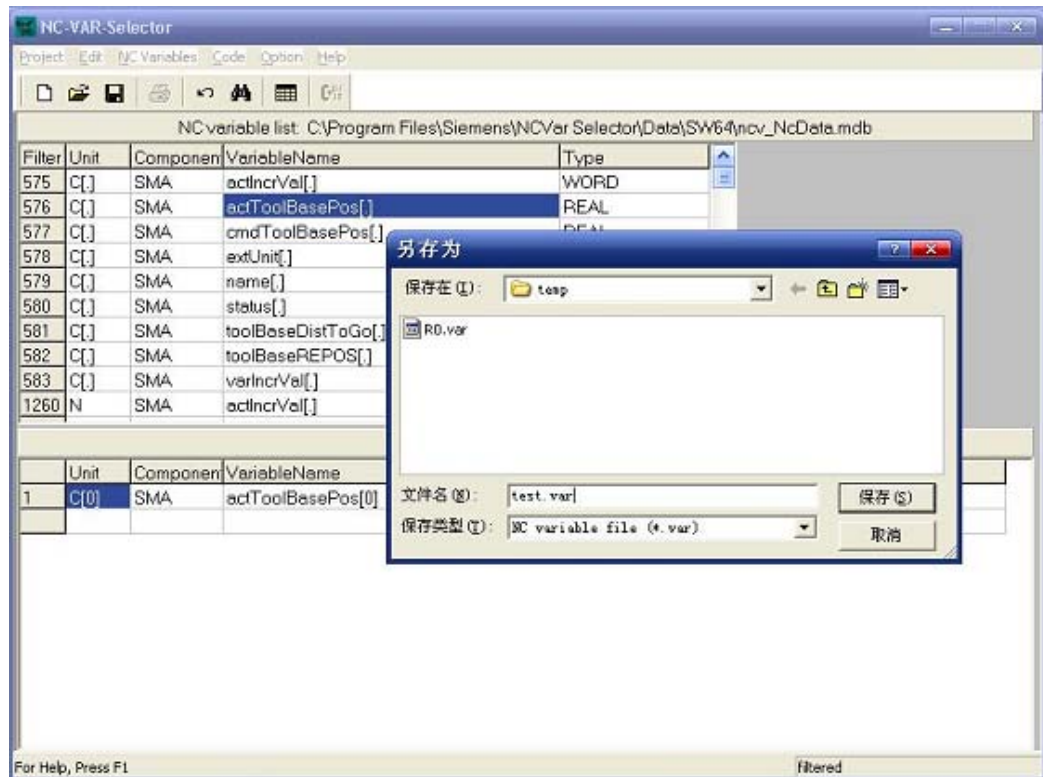 NC-VAR-Selector
Project Edit NC Variables Code Option Help
NC variable list: C:\Program Files\Siemens\NCVar Selector\Data\SW64\ncv_NcData.mdb
Filter Unit Componen VariableName Type
575 C[.] SMA actIncrVal[.] WORD
576 C[.] SMA actToolBasePos[.] REAL
577 C[.] SMA cmdToolBasePos[.] REAL
578 C[.] SMA extUnit[.]
579 C[.] SMA name[.]
580 C[.] SMA status[.]
581 C[.] SMA toolBaseDistToGo[.]
582 C[.] SMA toolBaseREPOS[.]
583 C[.] SMA varIncrVal[.]
1260 N SMA actIncrVal[.]
另存为
保存在(I): temp
R0.var
文件名(N): test.var
保存(S)
保存类型(T): NC variable file (*.var)
取消
Unit Componen VariableName
1 C[0] SMA actToolBasePos[0]
For Help, Press F1 filtered